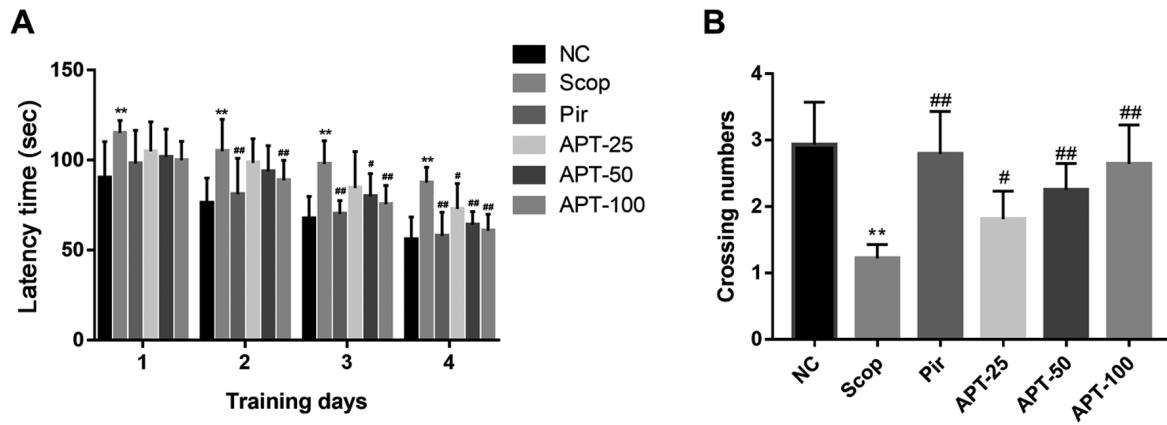 A
NC
Scop
Pir
APT-25
APT-50
APT-100
Latency time (sec)
150
100
50
0
**
**
##
##
**
##
#
##
**
##
#
##
##
1 2 3 4
Training days
B
Crossing numbers
4
3
2
1
0
**
##
#
##
##
NC Scop Pir APT-25 APT-50 APT-100